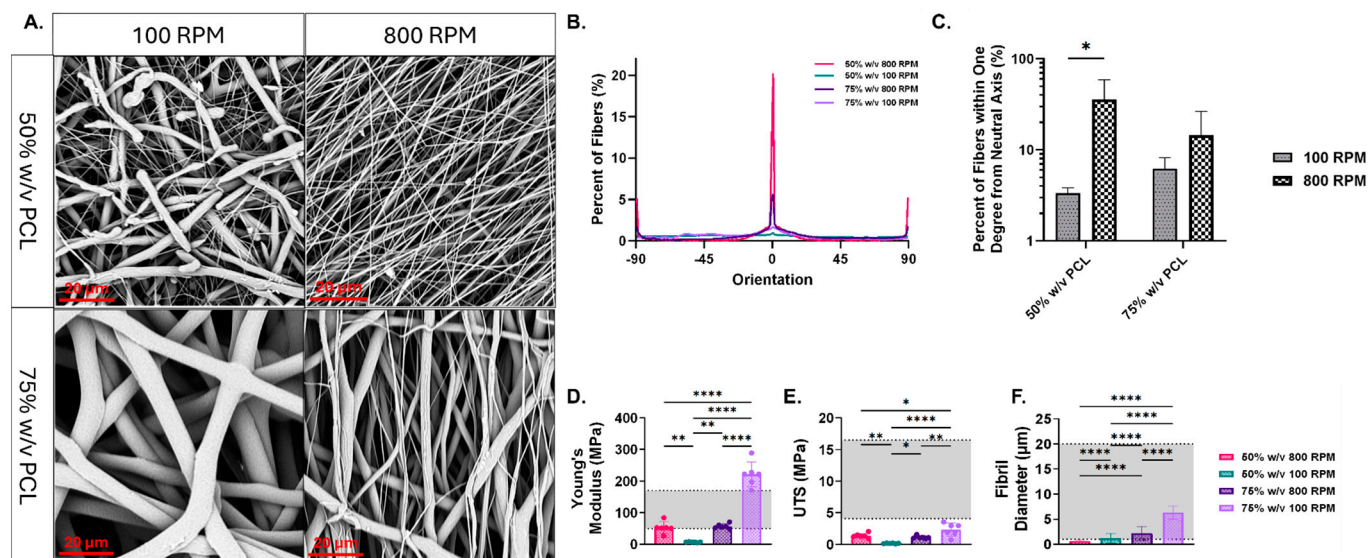 A.
100 RPM
800 RPM
50% w/v PCL
20 µm
20 µm
75% w/v PCL
20 µm
20 µm
B.
Percent of Fibers (%)
20
15
10
5
0
-90
-45
0
45
90
Orientation
50% w/v 800 RPM
50% w/v 100 RPM
75% w/v 800 RPM
75% w/v 100 RPM
C.
Percent of Fibers within One
Degree from Neutral Axis (%)
100
10
1
*
50% w/v PCL
75% w/v PCL
100 RPM
800 RPM
D.
Young's
Modulus (MPa)
400
300
200
100
0
****
****
**
**
****
E.
UTS (MPa)
25
20
15
10
5
0
*
****
**
**
*
F.
Fibril
Diameter (µm)
25
20
15
10
5
0
****
****
****
****
****
****
50% w/v 800 RPM
50% w/v 100 RPM
75% w/v 800 RPM
75% w/v 100 RPM